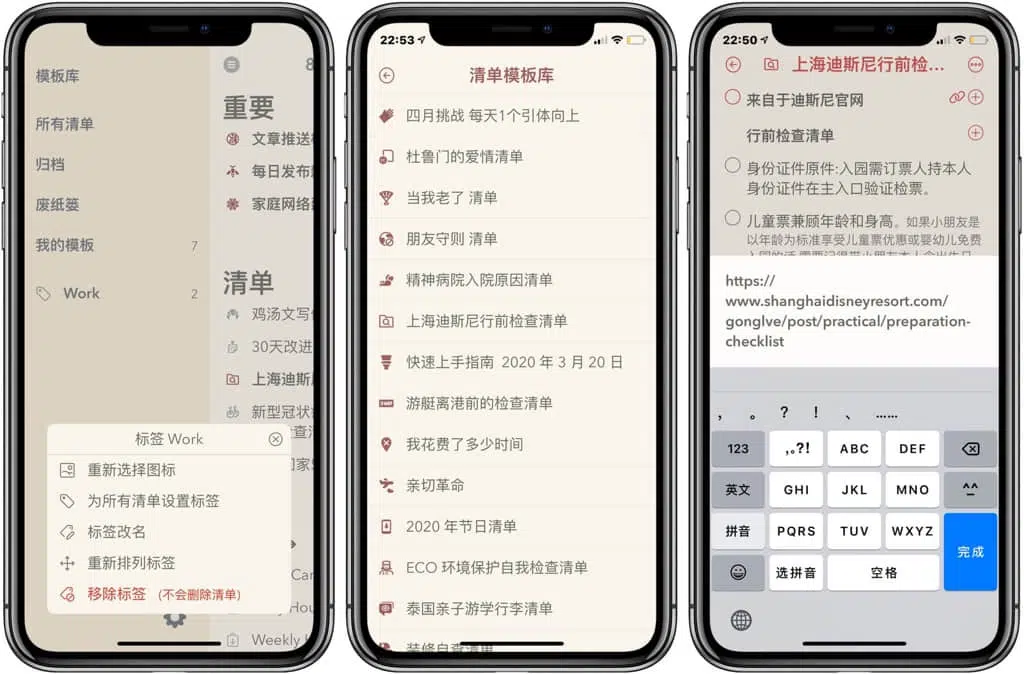 模板库
所有清单
归档
废纸篓
我的模板 7
Work 2
重要
文章推送
每日发布
家庭网络
清单
鸡汤文写
30天改进
上海迪斯
新型冠状
标签 Work
重新选择图标
为所有清单设置标签
标签改名
重新排列标签
移除标签 (不会删除清单)
Weekly
22:53
清单模板库
四月挑战 每天1个引体向上
杜鲁门的爱情清单
当我老了 清单
朋友守则 清单
精神病院入院原因清单
上海迪斯尼行前检查清单
快速上手指南 2020 年 3 月 20 日
游艇离港前的检查清单
我花费了多少时间
亲切革命
2020 年节日清单
ECO 环境保护自我检查清单
泰国亲子游学行李清单
装修自查清单
22:50
上海迪斯尼行前检...
来自于迪斯尼官网
行前检查清单
身份证件原件:入园需订票人持本人
身份证件在主入口验证检票。
儿童票兼顾年龄和身高。如果小朋友是
以年龄为标准享受儿童票优惠或婴幼儿免费
https://
www.shanghaidisneyresort.com/
gonglve/post/practical/preparation-
checklist
， 。 ？ ！ 、 ……
123 ,。?! ABC DEF
英文 GHI JKL MNO ^^
拼音 PQRS TUV WXYZ 完成
选拼音 空格